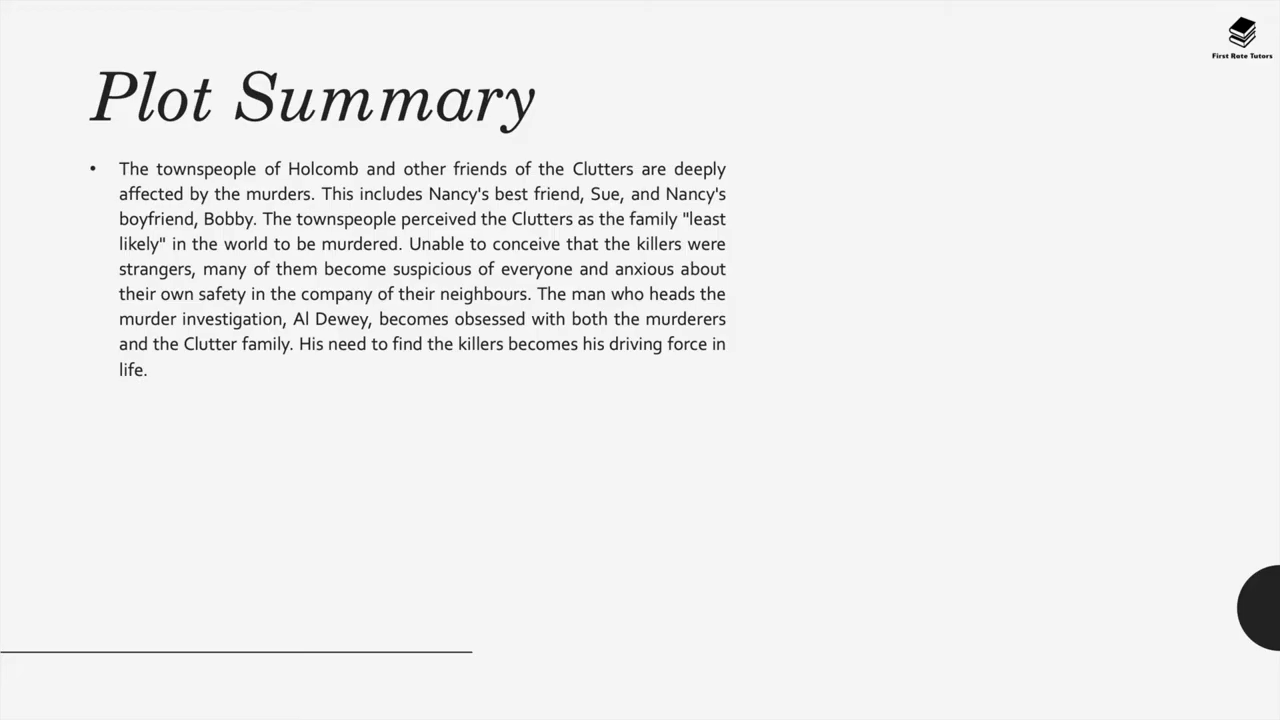 First Rate Tutors
Plot Summary
• The townspeople of Holcomb and other friends of the Clutters are deeply
affected by the murders. This includes Nancy's best friend, Sue, and Nancy's
boyfriend, Bobby. The townspeople perceived the Clutters as the family "least
likely" in the world to be murdered. Unable to conceive that the killers were
strangers, many of them become suspicious of everyone and anxious about
their own safety in the company of their neighbours. The man who heads the
murder investigation, Al Dewey, becomes obsessed with both the murderers
and the Clutter family. His need to find the killers becomes his driving force in
life.